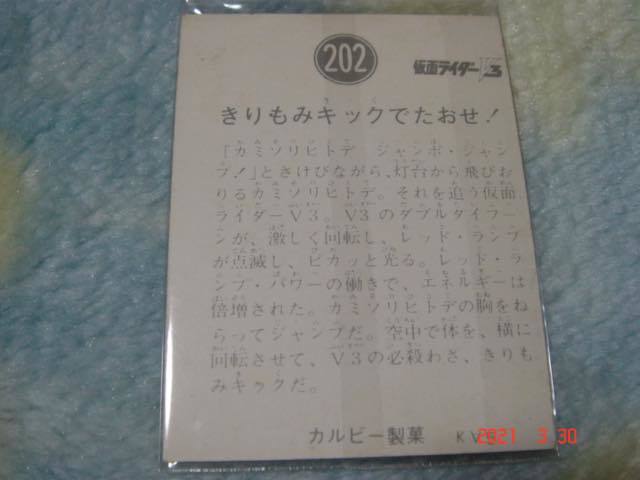 202
仮面ライダーV3
きりもみキックでたおせ！
「カミソリヒトデ ジャンボ・ジャン
プ！」とさけびながら、灯台から飛びお
りるカミソリヒトデ。それを追う仮面
ライダーV3。V3のダブルタイフー
ンが、激しく回転し、レッド・ランプ
が点滅し、ピカッと光る。レッド・ラ
ンプ・パワーの働きで、エネルギーは
倍増された。カミソリヒトデの胸をね
らってジャンプだ。空中で体を、横に
回転させて、V3の必殺わさ、きりも
みキックだ。
カルビー製菓 KV
2021 3 30